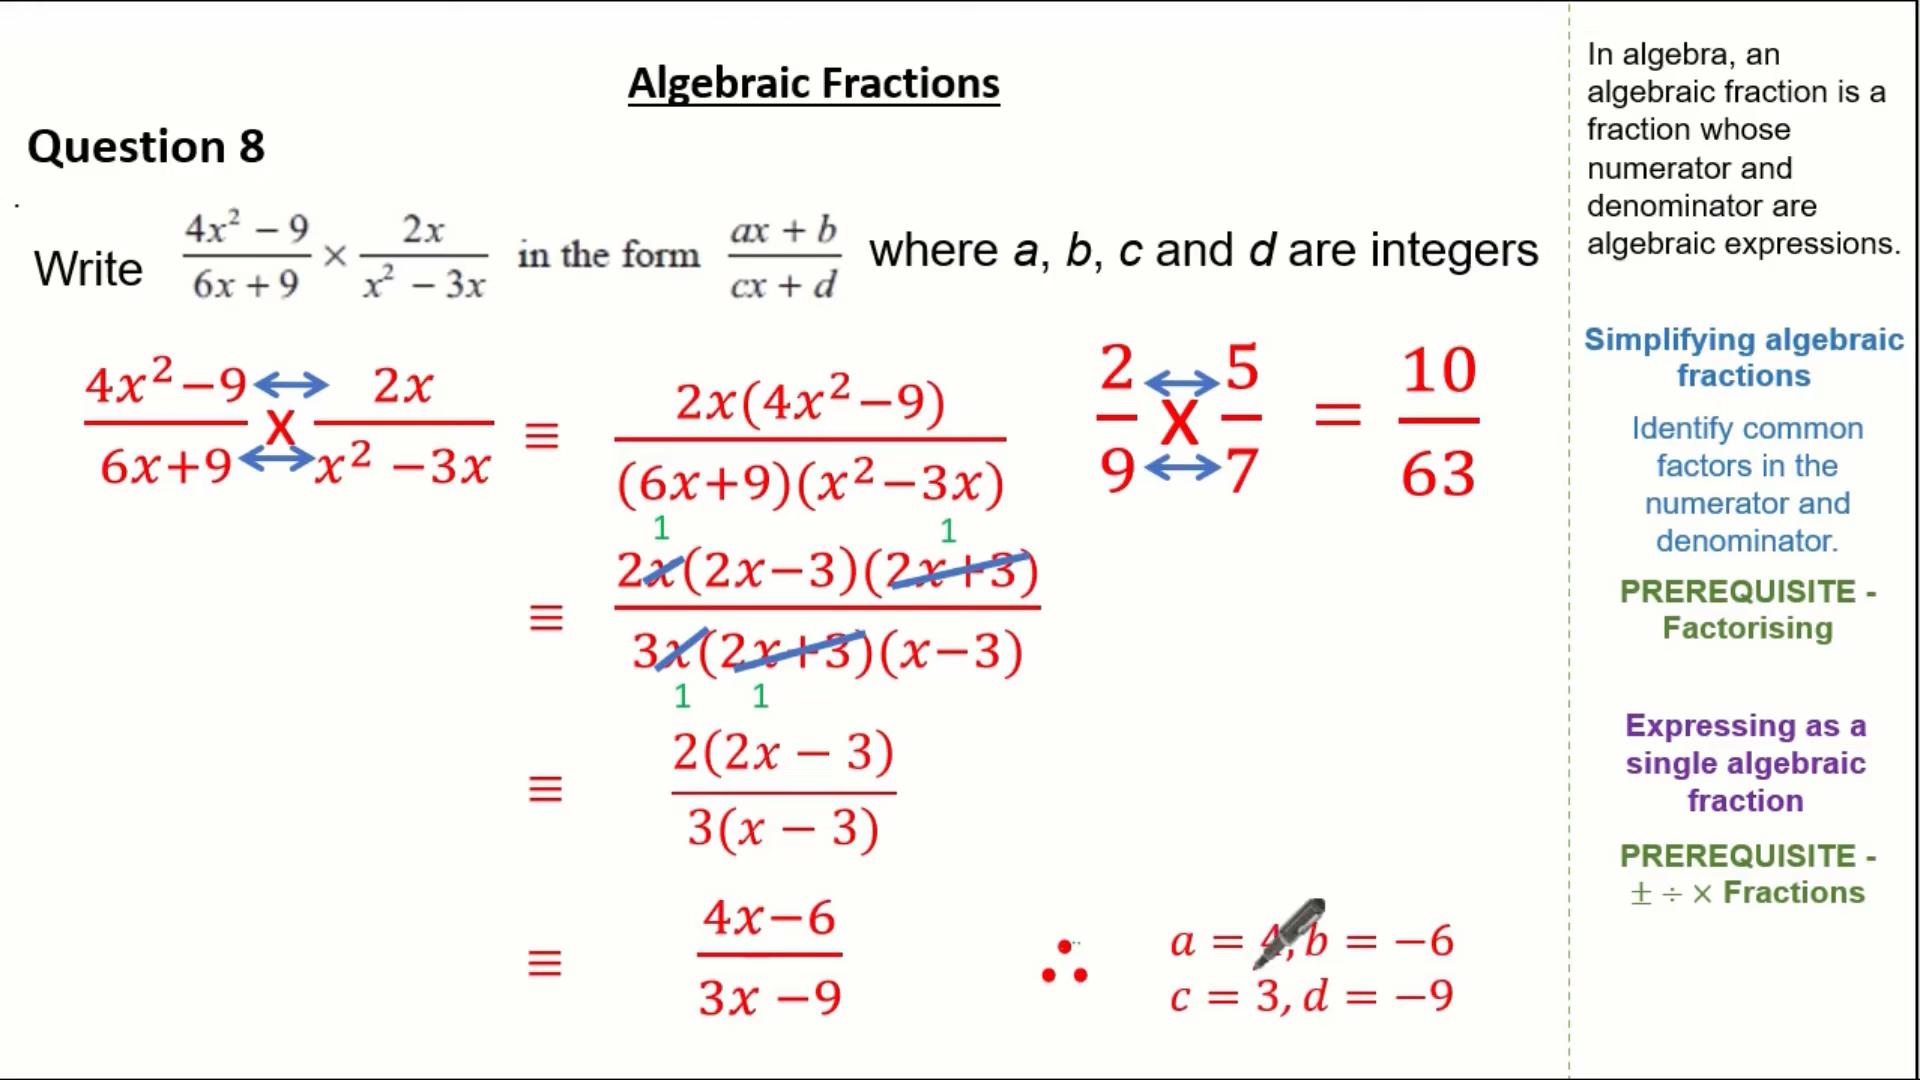 Algebraic Fractions
Question 8
Write (4x² − 9)/(6x + 9) × 2x/(x² − 3x) in the form (ax + b)/(cx + d) where a, b, c and d are integers
(4x²−9)/(6x+9) X 2x/(x² −3x) ≡ 2x(4x²−9)/((6x+9)(x²−3x))
2/9 X 5/7 = 10/63
1 1
≡ 2x(2x−3)(2x+3)/(3x(2x+3)(x−3))
1 1
≡ 2(2x − 3)/(3(x − 3))
≡ (4x−6)/(3x −9)
∴ a = 4, b = −6
c = 3, d = −9
In algebra, an
algebraic fraction is a
fraction whose
numerator and
denominator are
algebraic expressions.
Simplifying algebraic
fractions
Identify common
factors in the
numerator and
denominator.
PREREQUISITE -
Factorising
Expressing as a
single algebraic
fraction
PREREQUISITE -
± ÷ × Fractions